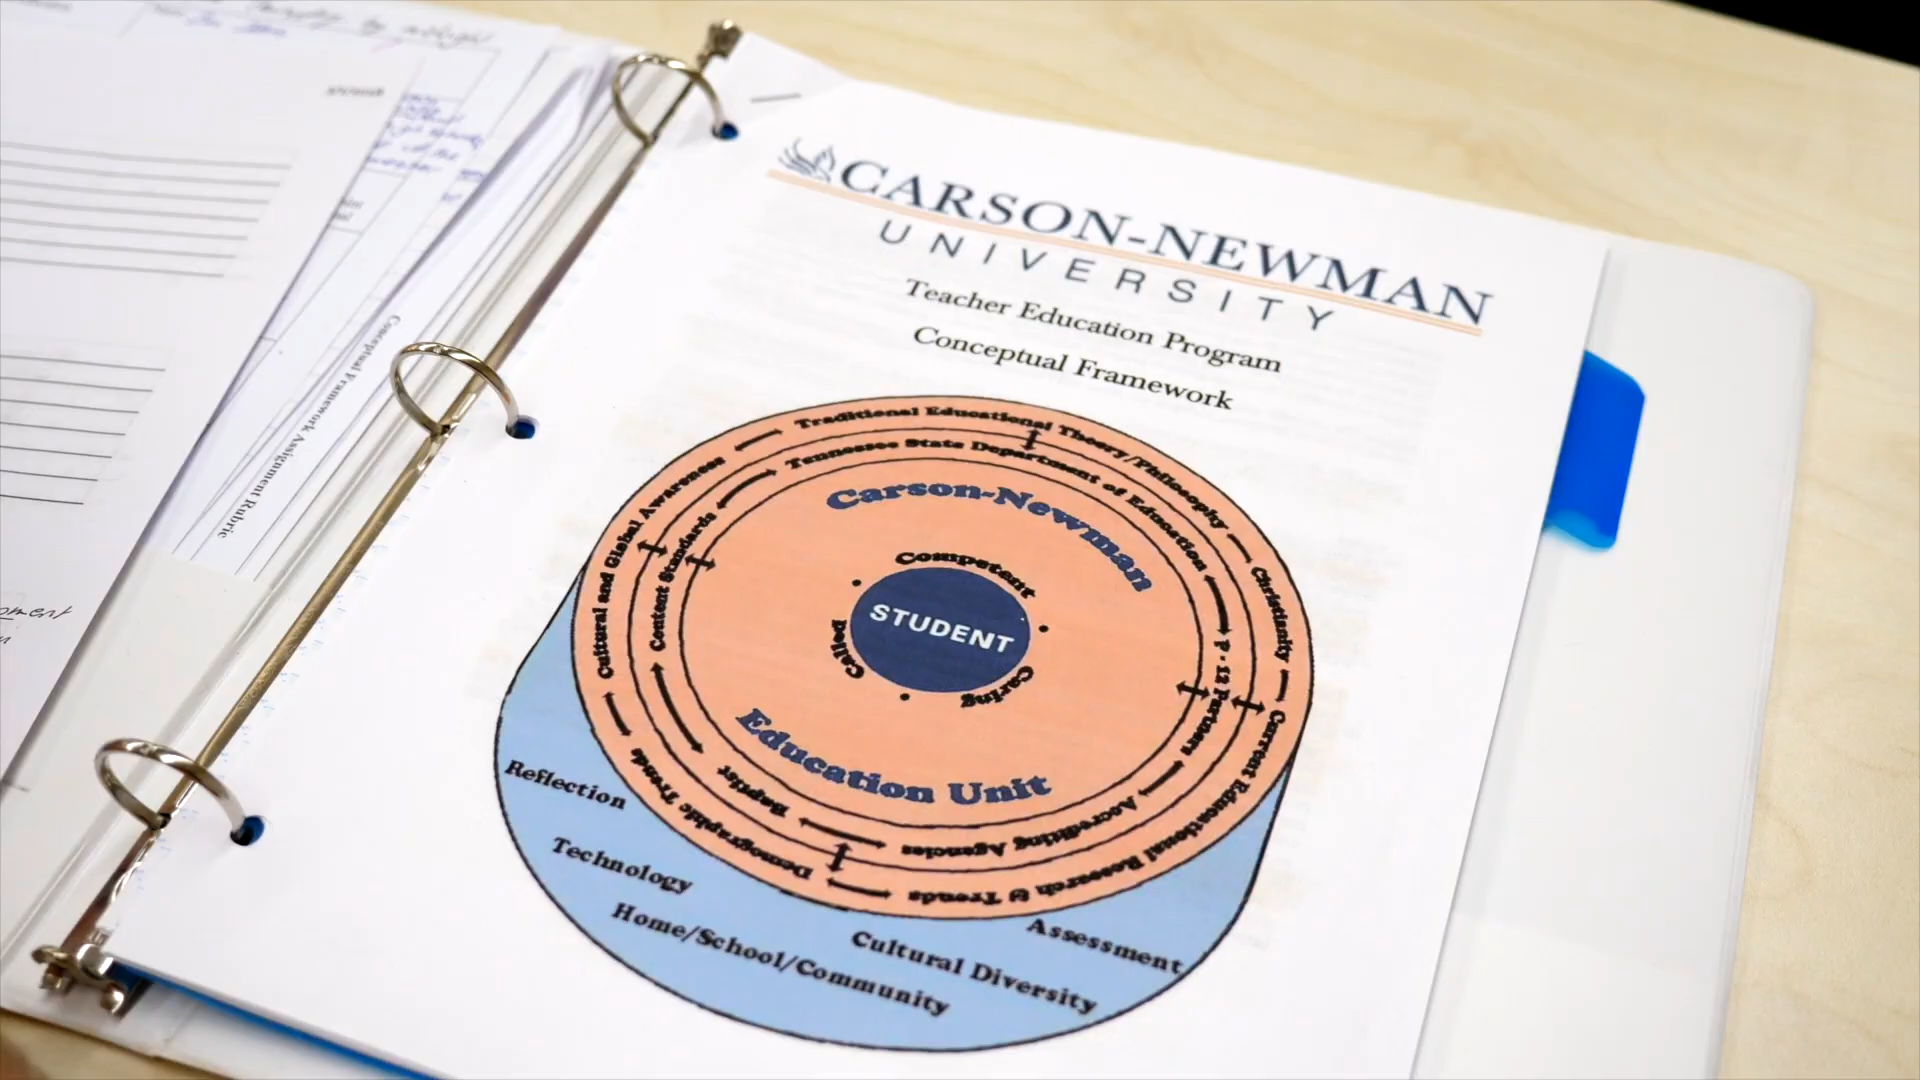 CARSON-NEWMAN
UNIVERSITY
Teacher Education Program
Conceptual Framework
Traditional Educational Theory/Philosophy
Christianity
Current Educational Research & Trends
Demographic Trends
Cultural and Global Awareness
Tennessee State Department of Education
P - 12 Partners
Accrediting Agencies
Baptist
Content Standards
Carson-Newman
Competent
STUDENT
Called
Caring
Education Unit
Reflection
Technology
Home/School/Community
Cultural Diversity
Assessment
Conceptual Framework Assignment Rubric